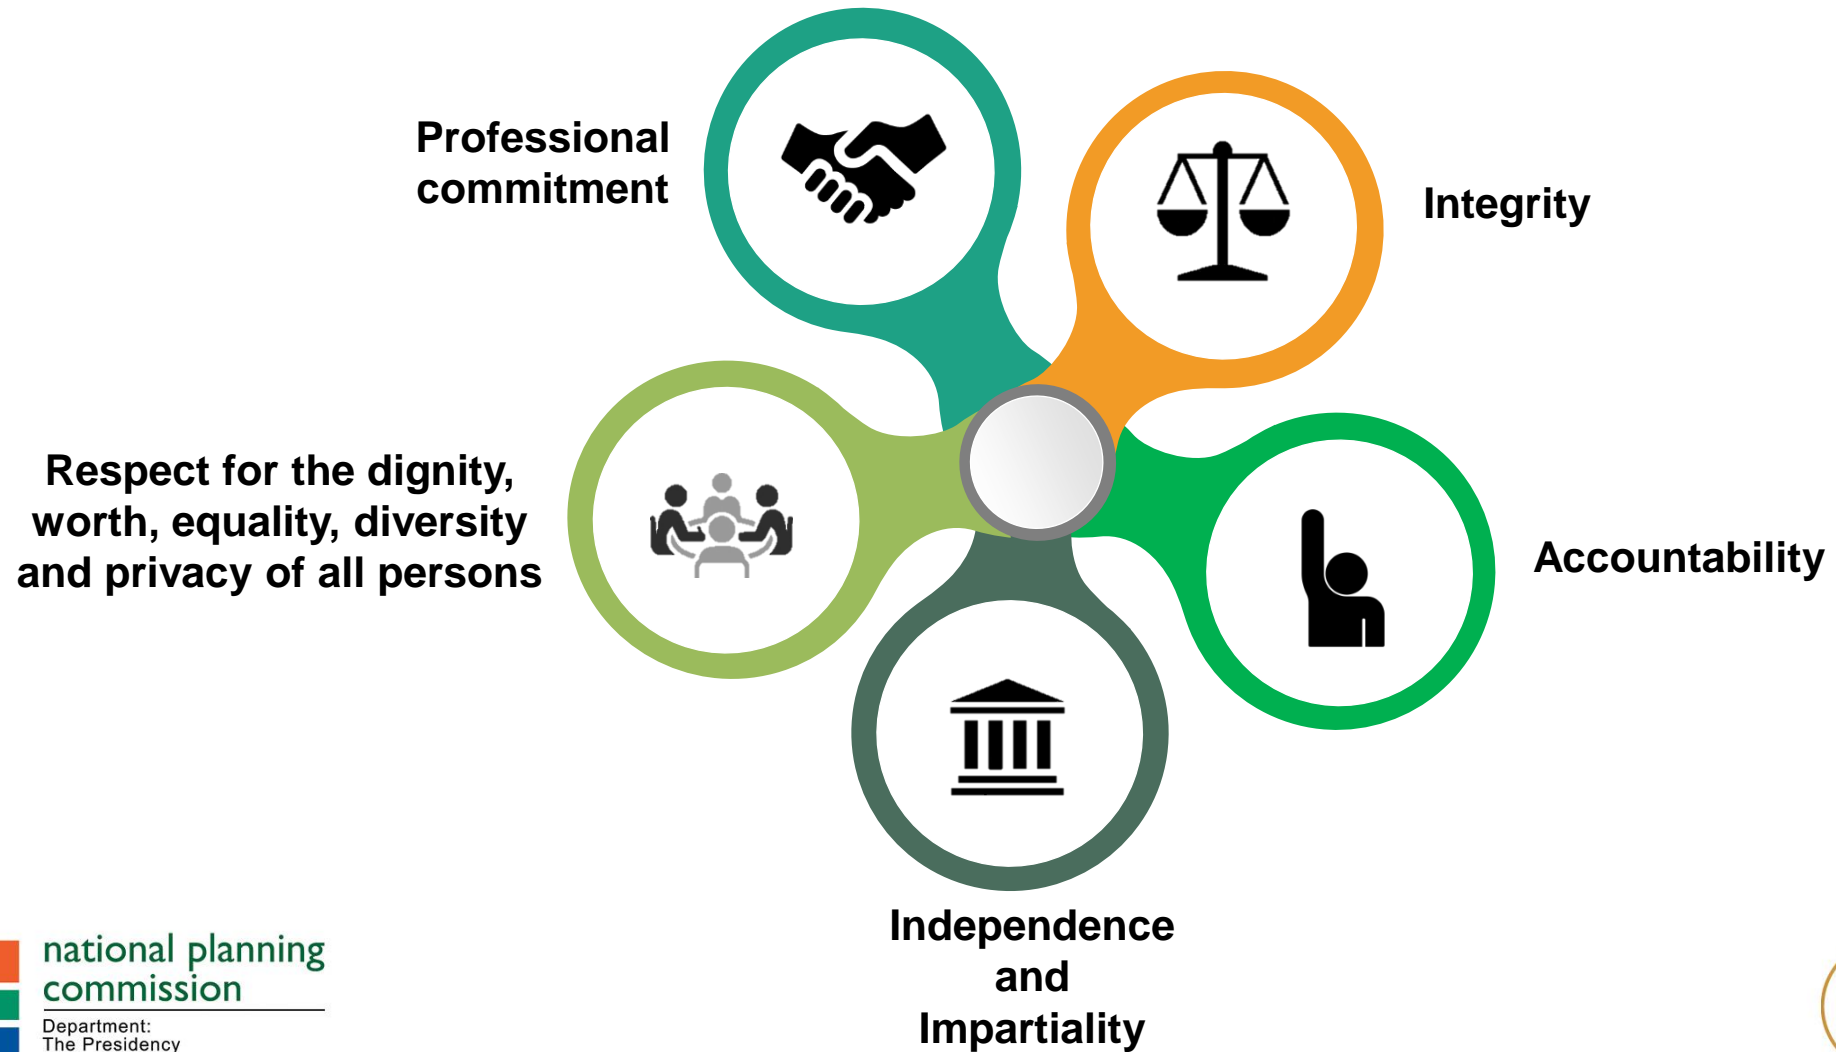 Professional
commitment
Integrity
Respect for the dignity,
worth, equality, diversity
and privacy of all persons
Accountability
Independence
and
Impartiality
national planning
commission
Department:
The Presidency